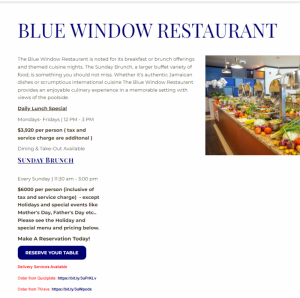 BLUE WINDOW RESTAURANT
The Blue Window Restaurant is noted for its breakfast or brunch offerings
and themed cuisine nights. The Sunday Brunch, a larger buffet variety of
food, is something you should not miss. Whether it's authentic Jamaican
dishes or scrumptious international cuisine The Blue Window Restaurant
provides an enjoyable culinary experience in a memorable setting with
views of the poolside.
Daily Lunch Special
Mondays- Fridays | 12 PM - 3 PM
$3,920 per person ( tax and
service charge are additonal )
Dining & Take-Out Available
SUNDAY BRUNCH
Every Sunday | 11:30 am - 3:00 pm
$6000 per person (inclusive of
tax and service charge) - except
Holidays and special events like
Mother's Day, Father's Day etc..
Please see the Holiday and
special menu and pricing below.
Make A Reservation Today!
RESERVE YOUR TABLE
Delivery Services Available
Order from Quickplate: https://bit.ly
Order from 7Krave: https://bit.ly